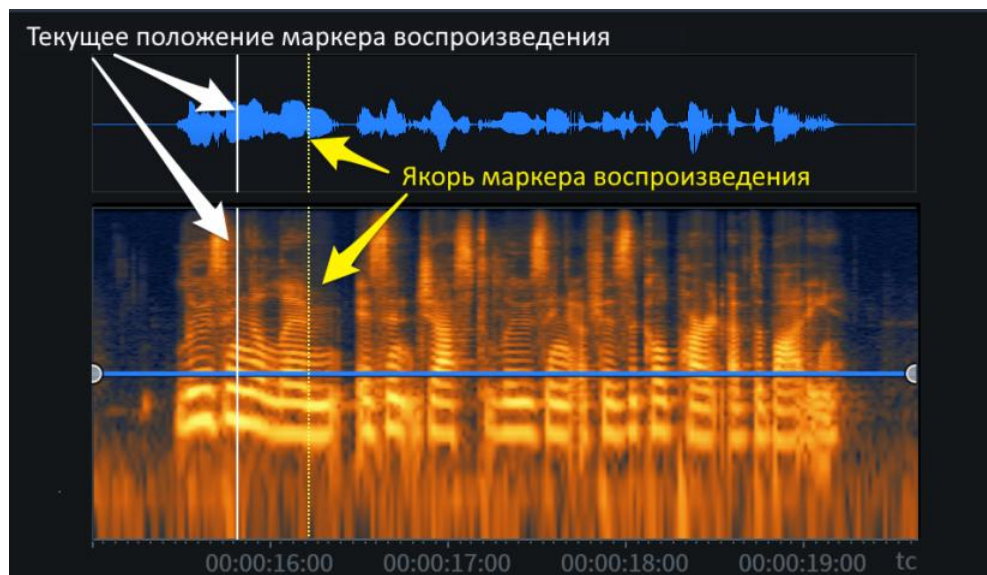 Текущее положение маркера воспроизведения
Якорь маркера воспроизведения
00:00:16:00 00:00:17:00 00:00:18:00 00:00:19:00 tc